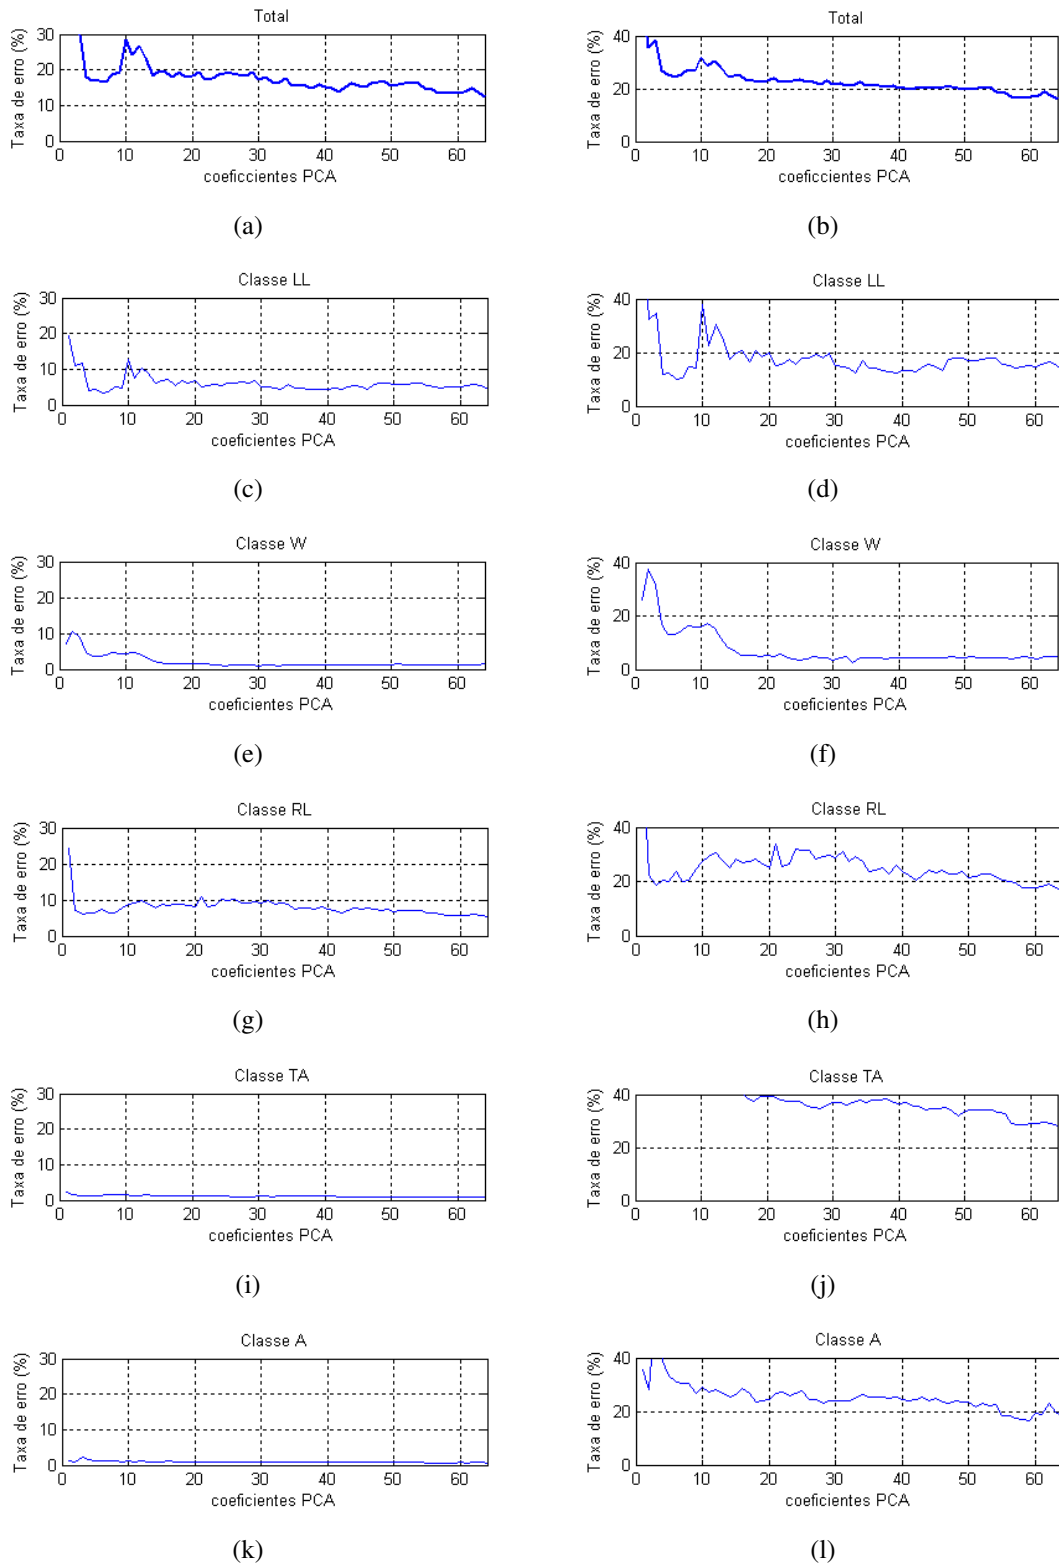 Total
Taxa de erro (%)
30
20
10
0
0 10 20 30 40 50 60
coeficcientes PCA
(a)
Total
Taxa de erro (%)
40
20
0
0 10 20 30 40 50 60
coeficcientes PCA
(b)
Classe LL
Taxa de erro (%)
30
20
10
0
0 10 20 30 40 50 60
coeficientes PCA
(c)
Classe LL
Taxa de erro (%)
40
20
0
0 10 20 30 40 50 60
coeficientes PCA
(d)
Classe W
Taxa de erro (%)
30
20
10
0
0 10 20 30 40 50 60
coeficientes PCA
(e)
Classe W
Taxa de erro (%)
40
20
0
0 10 20 30 40 50 60
coeficientes PCA
(f)
Classe RL
Taxa de erro (%)
30
20
10
0
0 10 20 30 40 50 60
coeficientes PCA
(g)
Classe RL
Taxa de erro (%)
40
20
0
0 10 20 30 40 50 60
coeficientes PCA
(h)
Classe TA
Taxa de erro (%)
30
20
10
0
0 10 20 30 40 50 60
coeficientes PCA
(i)
Classe TA
Taxa de erro (%)
40
20
0
0 10 20 30 40 50 60
coeficientes PCA
(j)
Classe A
Taxa de erro (%)
30
20
10
0
0 10 20 30 40 50 60
coeficientes PCA
(k)
Classe A
Taxa de erro (%)
40
20
0
0 10 20 30 40 50 60
coeficientes PCA
(l)